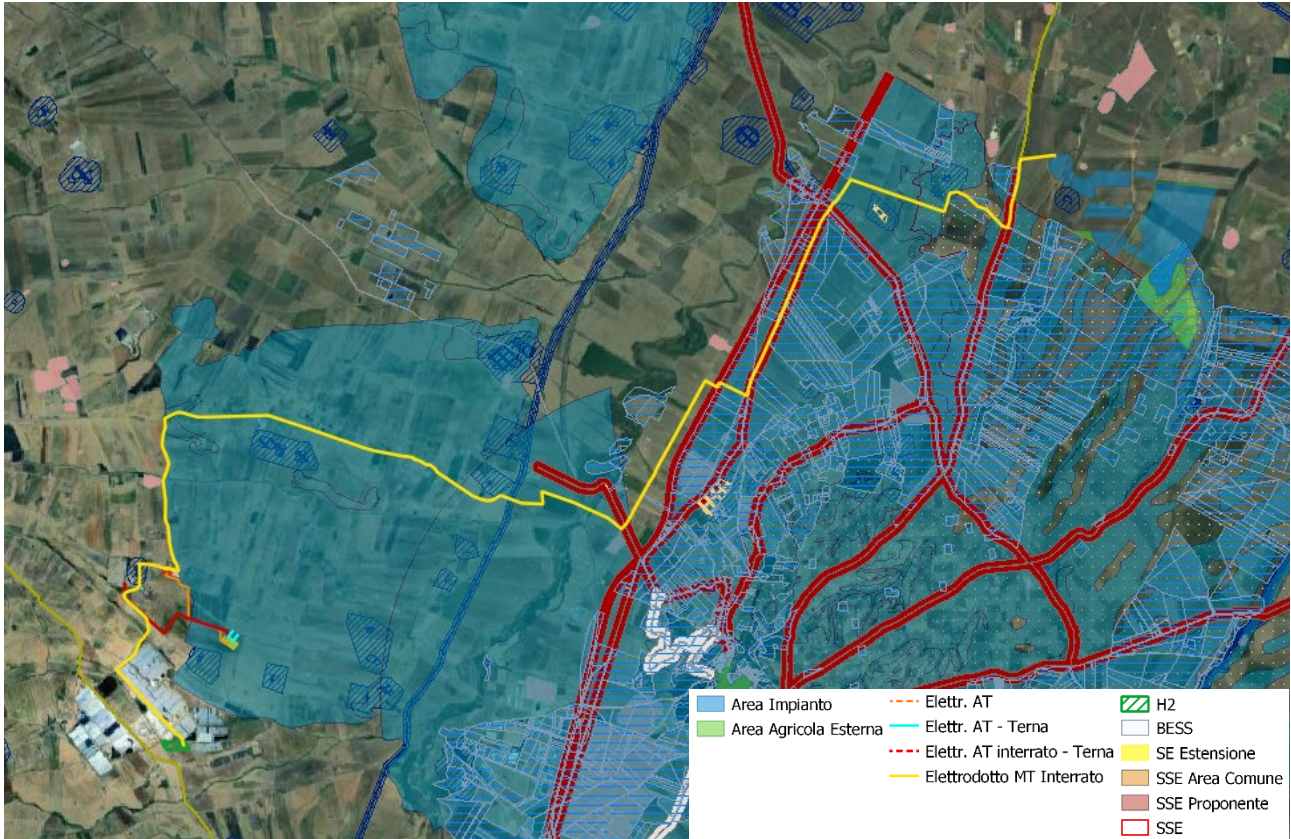 Area Impianto
Area Agricola Esterna
Elettr. AT
Elettr. AT - Terna
Elettr. AT interrato - Terna
Elettrodotto MT Interrato
H2
BESS
SE Estensione
SSE Area Comune
SSE Proponente
SSE